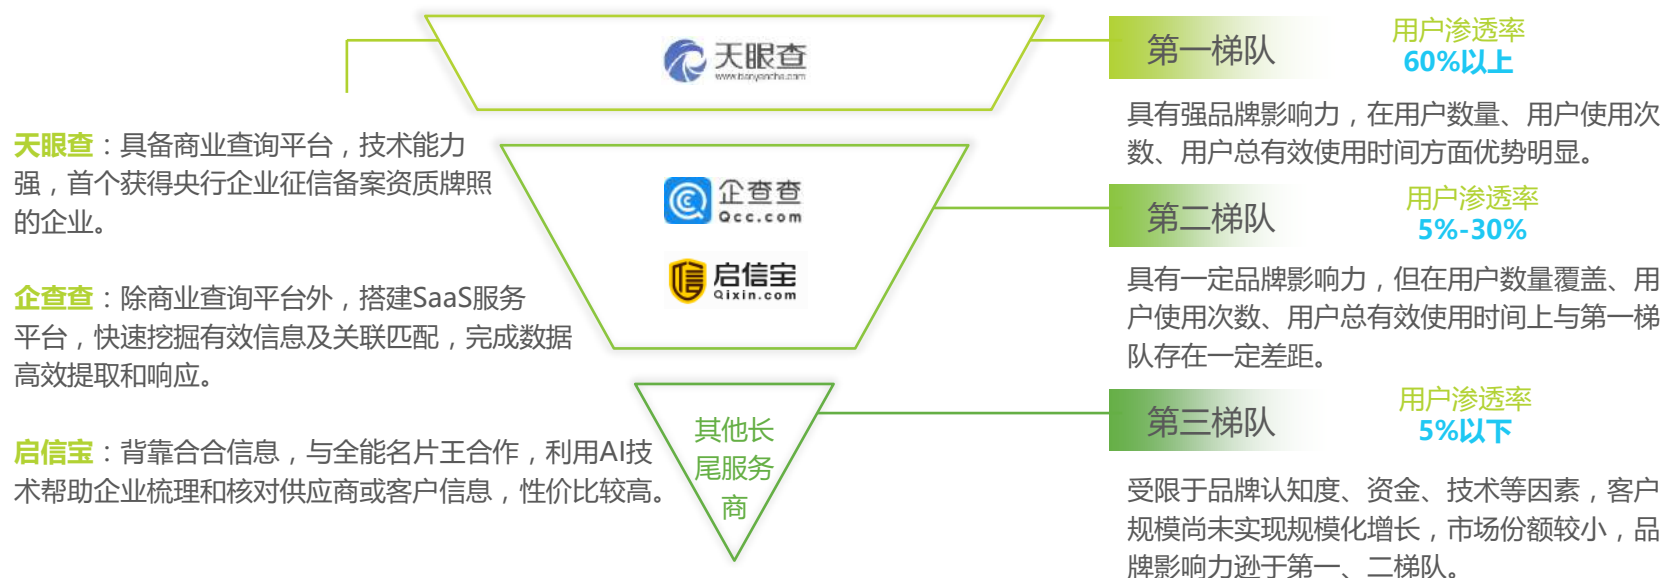 天眼查
www.tianyancha.com
天眼查：具备商业查询平台，技术能力
强，首个获得央行企业征信备案资质牌照
的企业。
企查查
Qcc.com
启信宝
Qixin.com
企查查：除商业查询平台外，搭建SaaS服务
平台，快速挖掘有效信息及关联匹配，完成数据
高效提取和响应。
启信宝：背靠合合信息，与全能名片王合作，利用AI技
术帮助企业梳理和核对供应商或客户信息，性价比较高。
其他长
尾服务
商
第一梯队
用户渗透率
60%以上
具有强品牌影响力，在用户数量、用户使用次
数、用户总有效使用时间方面优势明显。
第二梯队
用户渗透率
5%-30%
具有一定品牌影响力，但在用户数量覆盖、用
户使用次数、用户总有效使用时间上与第一梯
队存在一定差距。
第三梯队
用户渗透率
5%以下
受限于品牌认知度、资金、技术等因素，客户
规模尚未实现规模化增长，市场份额较小，品
牌影响力逊于第一、二梯队。